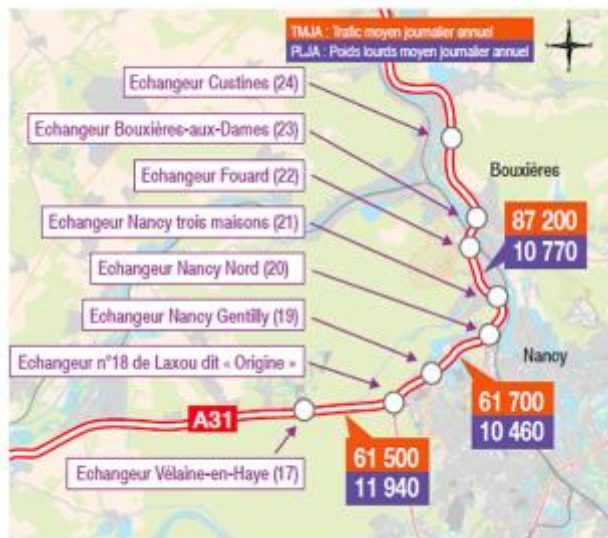 TMJA : Trafic moyen journalier annuel
PLJA : Poids lourds moyen journalier annuel
Echangeur Custines (24)
Echangeur Bouxières-aux-Dames (23)
Bouxières
Echangeur Fouard (22)
87 200
10 770
Echangeur Nancy trois maisons (21)
Echangeur Nancy Nord (20)
Echangeur Nancy Gentilly (19)
Nancy
Echangeur n°18 de Laxou dit « Origine »
61 700
10 460
A31
61 500
11 940
Echangeur Vélaine-en-Haye (17)